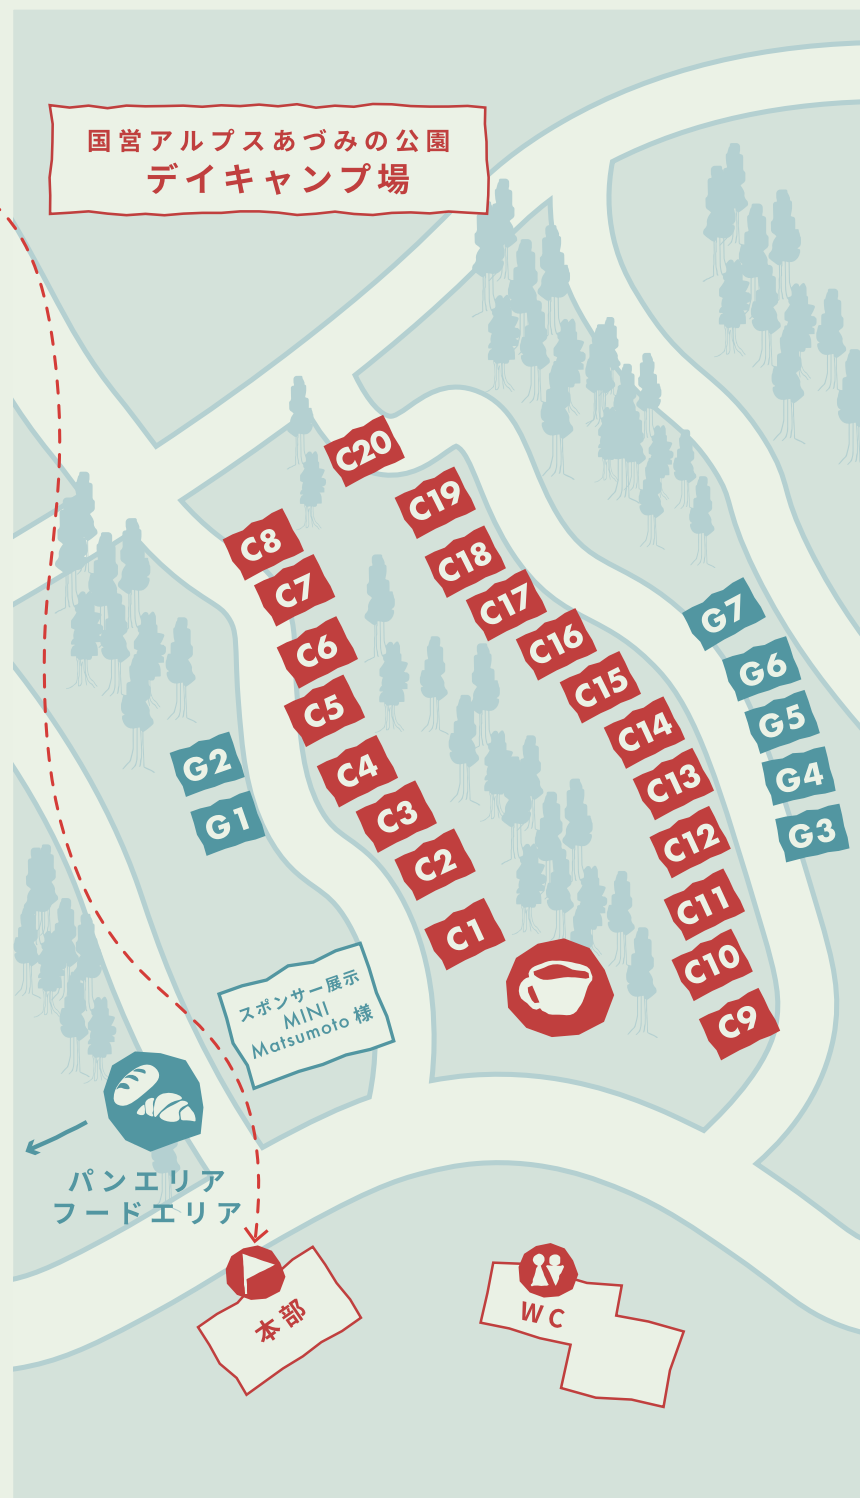 国営アルプスあづみの公園
デイキャンプ場
C20
C19
C8
C18
C7
C17
C6
C16
G7
C5
C15
G6
C14
G5
G2
C4
C13
G4
C3
G1
C12
G3
C2
C11
C1
C10
C9
スポンサー展示
MINI
Matsumoto 様
パンエリア
フードエリア
本部
WC